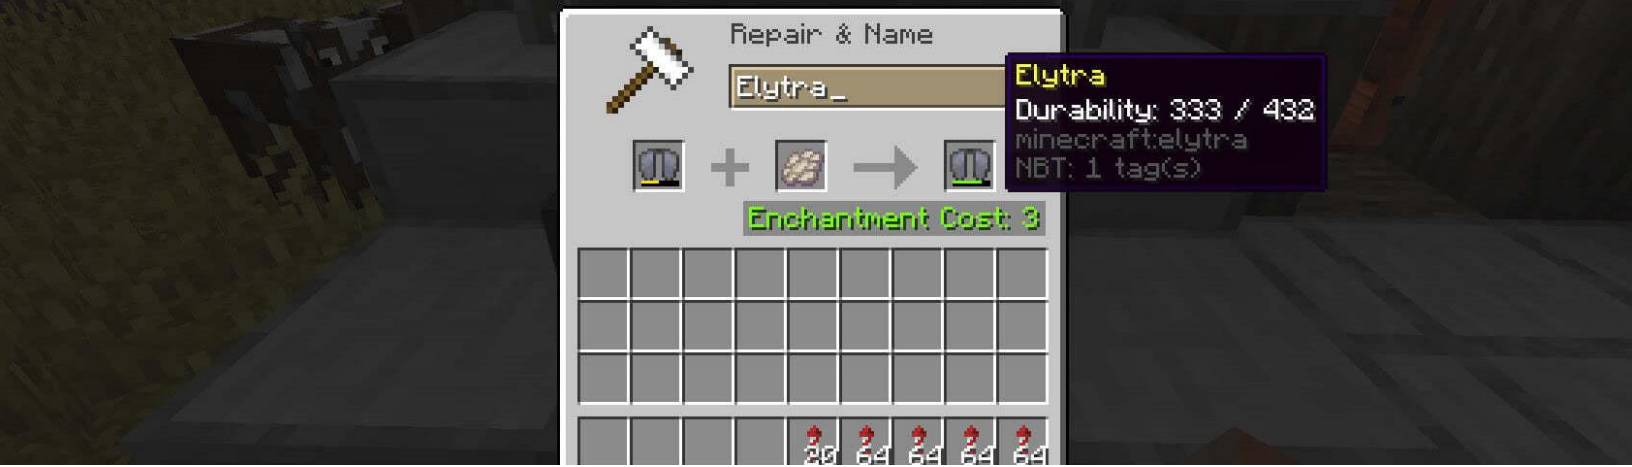 Repair & Name
Elytra_
Elytra
Durability: 333 / 432
minecraft:elytra
NBT: 1 tag(s)
Enchantment Cost: 3
20 64 64 64 64